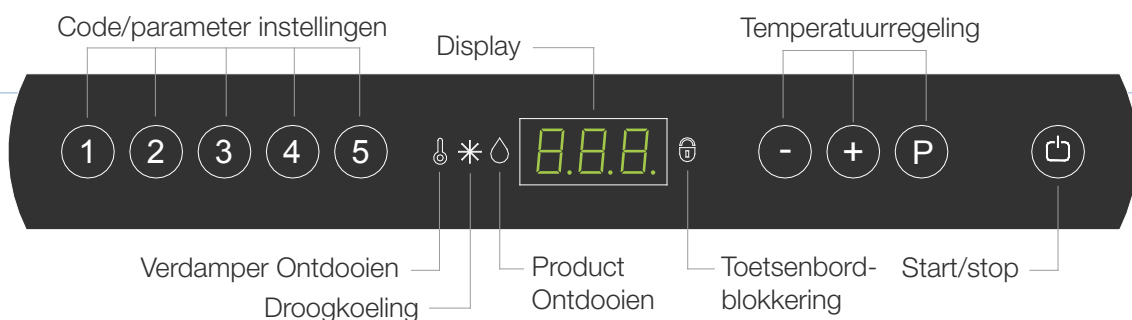 Code/parameter instellingen
Display
Temperatuurregeling
1 2 3 4 5
8.8.8.
- + P
Verdamper Ontdooien
Droogkoeling
Product
Ontdooien
Toetsenbord-
blokkering
Start/stop